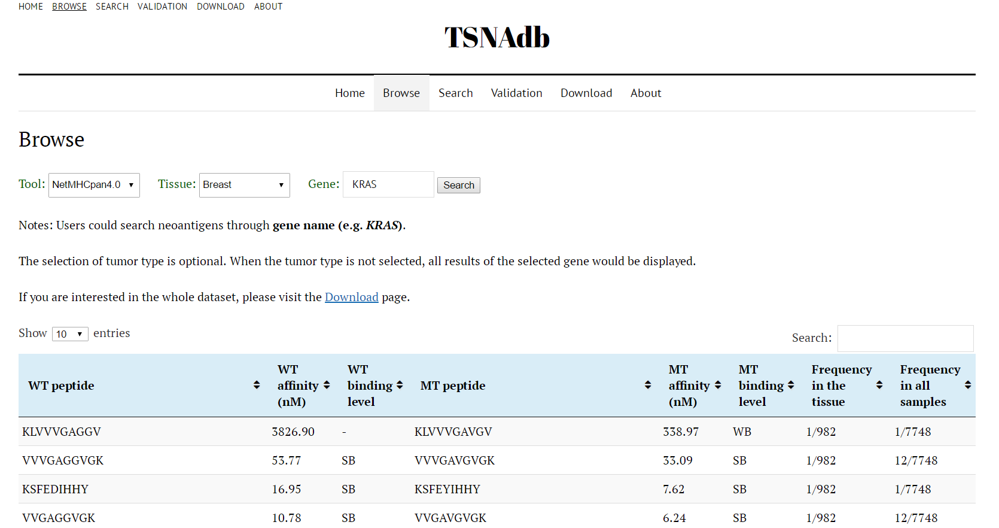 HOME BROWSE SEARCH VALIDATION DOWNLOAD ABOUT
TSNAdb
Home Browse Search Validation Download About
Browse
Tool: NetMHCpan4.0 Tissue: Breast Gene: KRAS Search
Notes: Users could search neoantigens through gene name (e.g. KRAS).
The selection of tumor type is optional. When the tumor type is not selected, all results of the selected gene would be displayed.
If you are interested in the whole dataset, please visit the Download page.
Show 10 entries
Search:
WT peptide WT affinity (nM) WT binding level MT peptide MT affinity (nM) MT binding level Frequency in the tissue Frequency in all samples
KLVVVGAGGV 3826.90 - KLVVVGAVGV 338.97 WB 1/982 1/7748
VVVGAGGVGK 53.77 SB VVVGAVGVGK 33.09 SB 1/982 12/7748
KSFEDIHHY 16.95 SB KSFEYIHHY 7.62 SB 1/982 1/7748
VVGAGGVGK 10.78 SB VVGAVGVGK 6.24 SB 1/982 12/7748